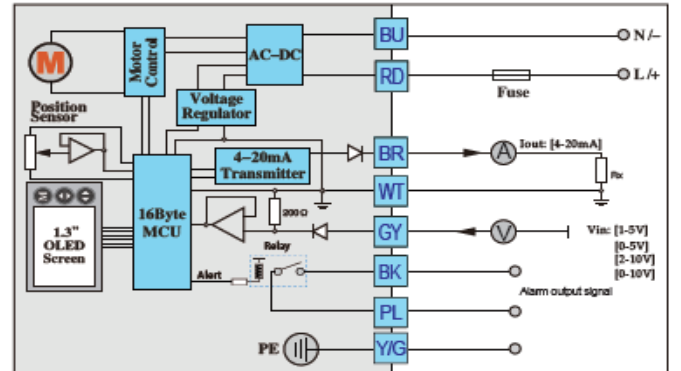 M
Motor Control
AC-DC
BU
N/-
RD
L/+
Fuse
Voltage
Regulator
Position
Sensor
4-20mA
Transmitter
BR
A
Iout: [4-20mA]
Rx
WT
16Byte
MCU
200Ω
GY
V
Vin: [1-5V]
[0-5V]
[2-10V]
[0-10V]
M
1.3"
OLED
Screen
Relay
Alert
BK
Alarm output signal
PL
PE
Y/G